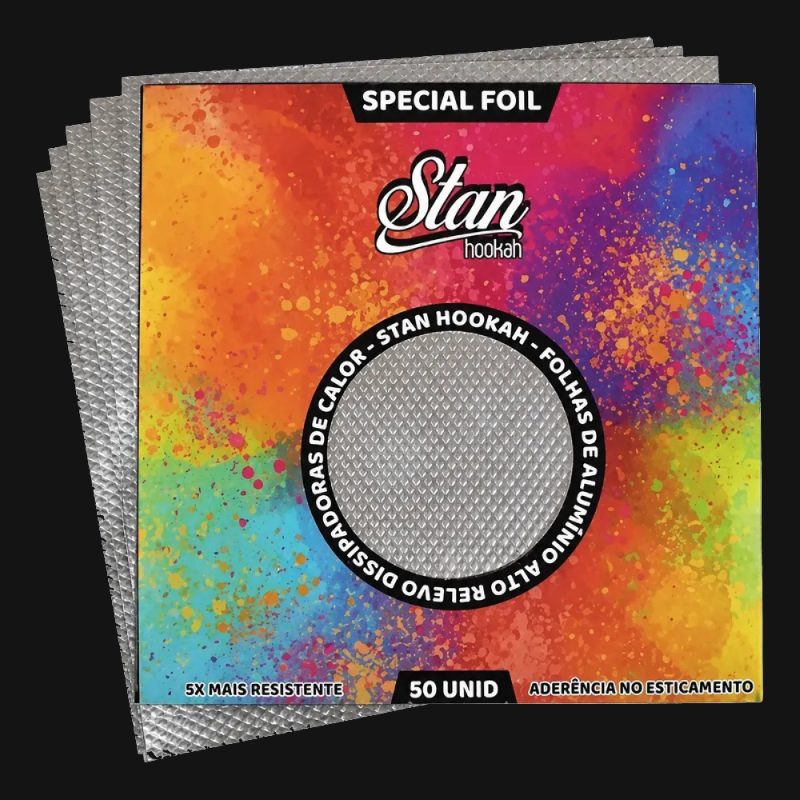 SPECIAL FOIL
Stan
hookah
STAN HOOKAH - FOLHAS DE ALUMÍNIO ALTO RELEVO DISSIPADORAS DE CALOR -
5X MAIS RESISTENTE
50 UNID
ADERÊNCIA NO ESTICAMENTO